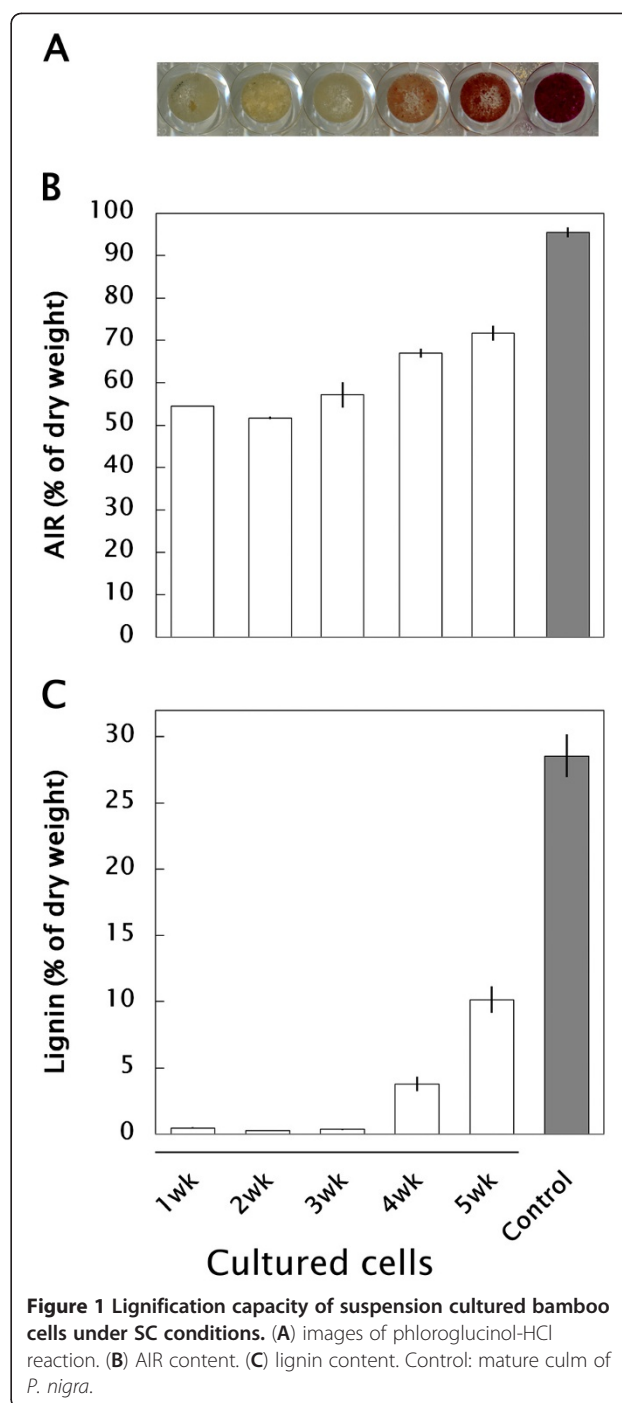 A
B
100
90
80
70
60
50
40
30
20
10
0
AIR (% of dry weight)
C
30
25
20
15
10
5
0
Lignin (% of dry weight)
1wk
2wk
3wk
4wk
5wk
Control
Cultured cells
Figure 1 Lignification capacity of suspension cultured bamboo
cells under SC conditions. (A) images of phloroglucinol-HCl
reaction. (B) AIR content. (C) lignin content. Control: mature culm of
P. nigra.